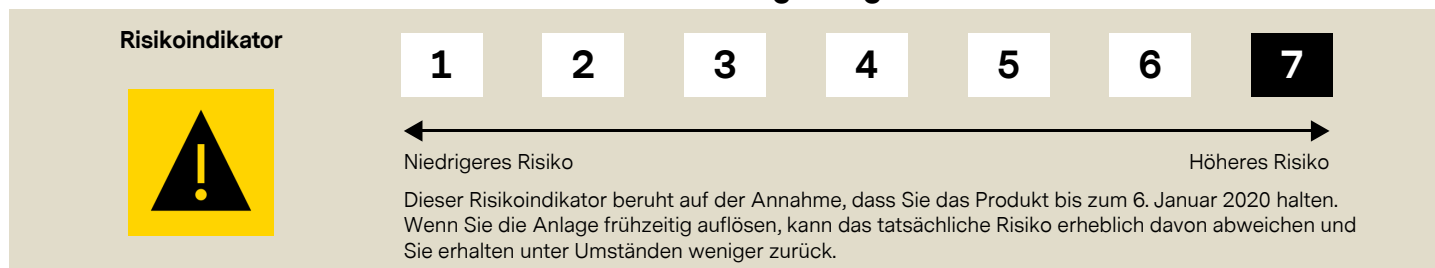 Risikoindikator
1 2 3 4 5 6 7
!
Niedrigeres Risiko Höheres Risiko
Dieser Risikoindikator beruht auf der Annahme, dass Sie das Produkt bis zum 6. Januar 2020 halten.
Wenn Sie die Anlage frühzeitig auflösen, kann das tatsächliche Risiko erheblich davon abweichen und
Sie erhalten unter Umständen weniger zurück.